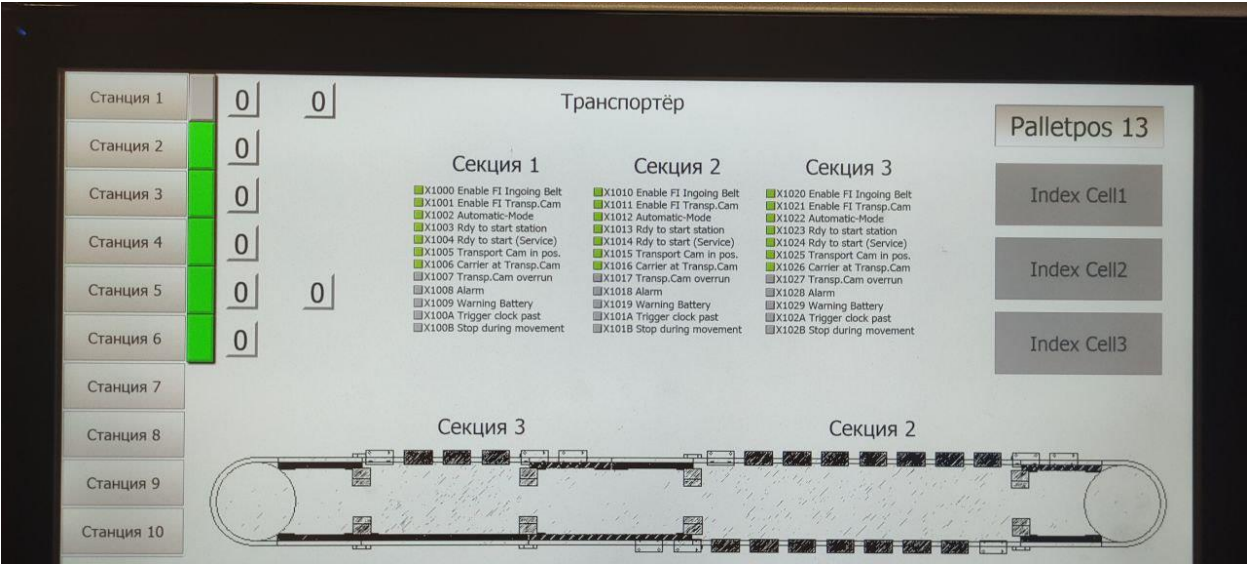 Транспортёр
Станция 1
0
0
Станция 2
0
Станция 3
0
Станция 4
0
Станция 5
0
0
Станция 6
0
Станция 7
Станция 8
Станция 9
Станция 10
Секция 1
X1000 Enable FI Ingoing Belt
X1001 Enable FI Transp.Cam
X1002 Automatic-Mode
X1003 Rdy to start station
X1004 Rdy to start (Service)
X1005 Transport Cam in pos.
X1006 Carrier at Transp.Cam
X1007 Transp.Cam overrun
X1008 Alarm
X1009 Warning Battery
X100A Trigger clock past
X100B Stop during movement
Секция 2
X1010 Enable FI Ingoing Belt
X1011 Enable FI Transp.Cam
X1012 Automatic-Mode
X1013 Rdy to start station
X1014 Rdy to start (Service)
X1015 Transport Cam in pos.
X1016 Carrier at Transp.Cam
X1017 Transp.Cam overrun
X1018 Alarm
X1019 Warning Battery
X101A Trigger clock past
X101B Stop during movement
Секция 3
X1020 Enable FI Ingoing Belt
X1021 Enable FI Transp.Cam
X1022 Automatic-Mode
X1023 Rdy to start station
X1024 Rdy to start (Service)
X1025 Transport Cam in pos.
X1026 Carrier at Transp.Cam
X1027 Transp.Cam overrun
X1028 Alarm
X1029 Warning Battery
X102A Trigger clock past
X102B Stop during movement
Palletpos 13
Index Cell1
Index Cell2
Index Cell3
Секция 3
Секция 2